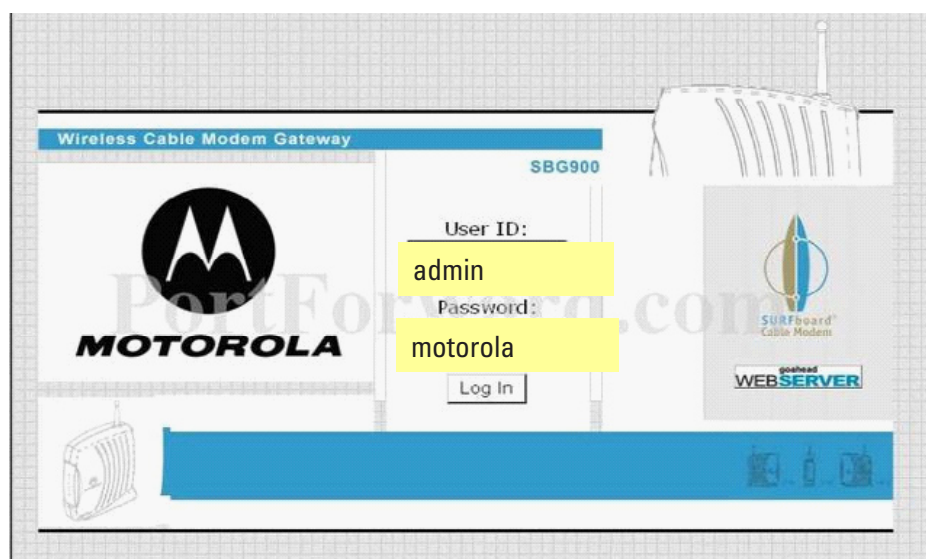 Wireless Cable Modem Gateway
SBG900
User ID:
admin
Password:
motorola
Log In
MOTOROLA
PortForward.com
SURFboard®
Cable Modem
goahead
WEBSERVER